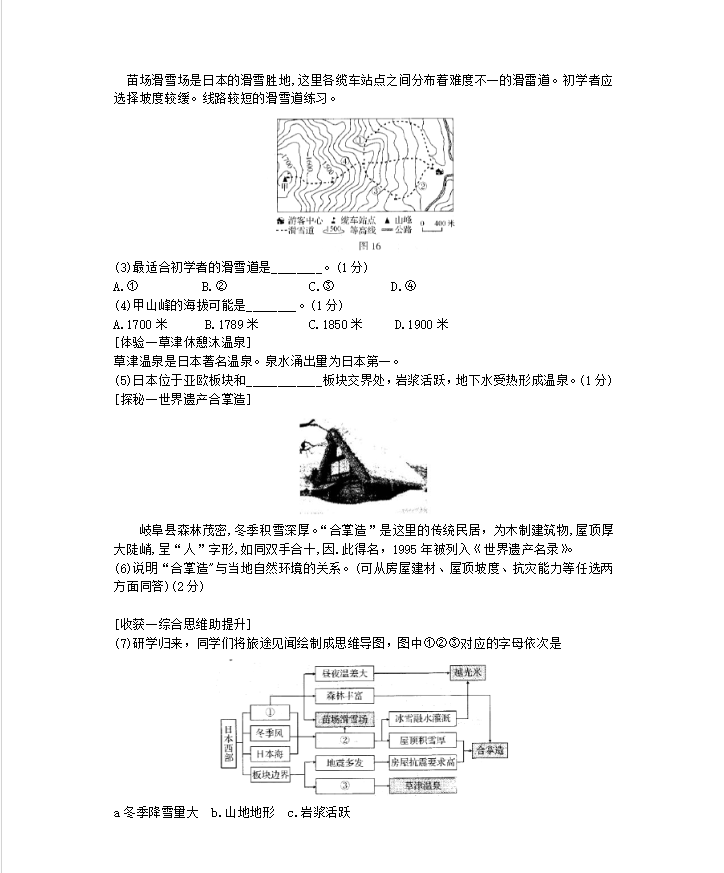 苗场滑雪场是日本的滑雪胜地,这里各缆车站点之间分布着难度不一的滑雷道。初学者应
选择坡度较缓。线路较短的滑雪道练习。
1700
1600
1500
①
④
③
②
甲
游客中心 缆车站点 ▲ 山峰 0 400米
滑雪道 1500 等高线 公路
图16
(3)最适合初学者的滑雪道是________。(1分)
A.① B.② C.③ D.④
(4)甲山峰的海拔可能是________。(1分)
A.1700米 B.1789米 C.1850米 D.1900米
[体验一草津休憩沐温泉]
草津温泉是日本著名温泉。泉水涌出量为日本第一。
(5)日本位于亚欧板块和____________板块交界处,岩浆活跃,地下水受热形成温泉。(1分)
[探秘一世界遗产合掌造]
岐阜县森林茂密,冬季积雪深厚。“合掌造”是这里的传统民居，为木制建筑物,屋顶厚
大陡峭,呈“人”字形,如同双手合十,因.此得名，1995年被列入《世界遗产名录》。
(6)说明“合掌造"与当地自然环境的关系。(可从房屋建材、屋顶坡度、抗灾能力等任选两
方面同答)(2分)
[收获一综合思维助提升]
(7)研学归来，同学们将旅途见闻绘制成思维导图，图中①②③对应的字母依次是
日本西部
①
冬季风
日本海
板块边界
昼夜温差大
森林丰富
苗场滑雪场
②
地震多发
③
冰雪融水灌溉
屋顶积雪厚
房屋抗震要求高
草津温泉
越光米
合掌造
a冬季降雪量大 b.山地地形 c.岩浆活跃